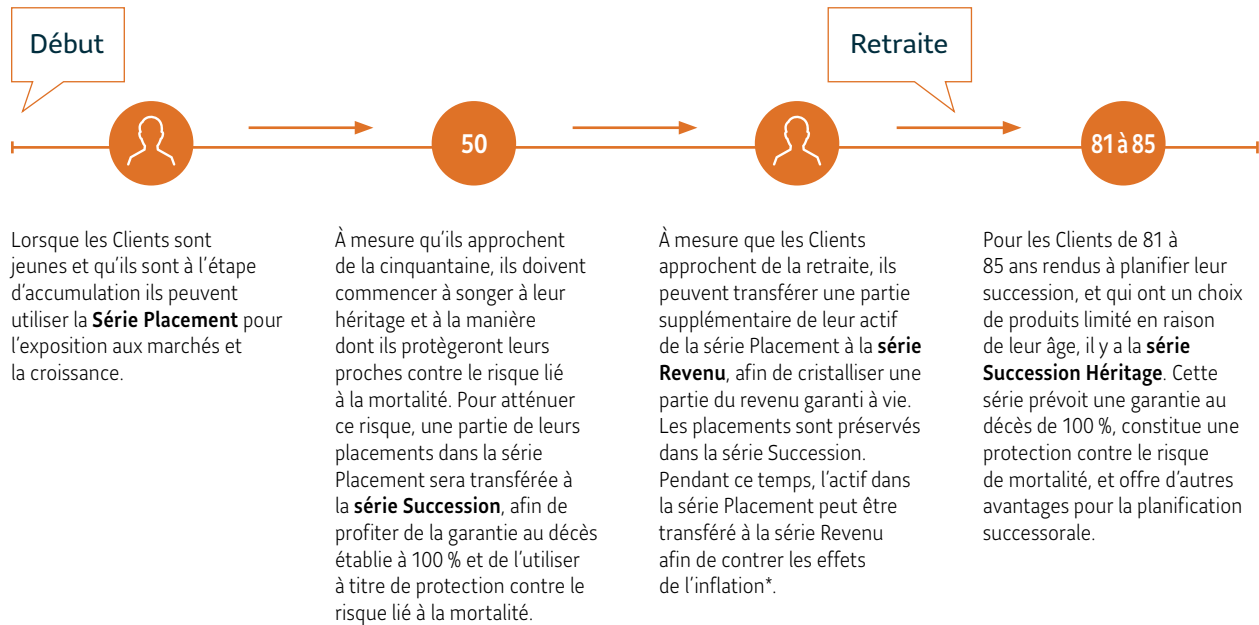 Début
Retraite
50
81 à 85
Lorsque les Clients sont
jeunes et qu’ils sont à l’étape
d’accumulation ils peuvent
utiliser la Série Placement pour
l’exposition aux marchés et
la croissance.
À mesure qu’ils approchent
de la cinquantaine, ils doivent
commencer à songer à leur
héritage et à la manière
dont ils protègeront leurs
proches contre le risque lié
à la mortalité. Pour atténuer
ce risque, une partie de leurs
placements dans la série
Placement sera transférée à
la série Succession, afin de
profiter de la garantie au décès
établie à 100 % et de l’utiliser
à titre de protection contre le
risque lié à la mortalité.
À mesure que les Clients
approchent de la retraite, ils
peuvent transférer une partie
supplémentaire de leur actif
de la série Placement à la série
Revenu, afin de cristalliser une
partie du revenu garanti à vie.
Les placements sont préservés
dans la série Succession.
Pendant ce temps, l’actif dans
la série Placement peut être
transféré à la série Revenu
afin de contrer les effets
de l’inflation*.
Pour les Clients de 81 à
85 ans rendus à planifier leur
succession, et qui ont un choix
de produits limité en raison
de leur âge, il y a la série
Succession Héritage. Cette
série prévoit une garantie au
décès de 100 %, constitue une
protection contre le risque
de mortalité, et offre d’autres
avantages pour la planification
successorale.